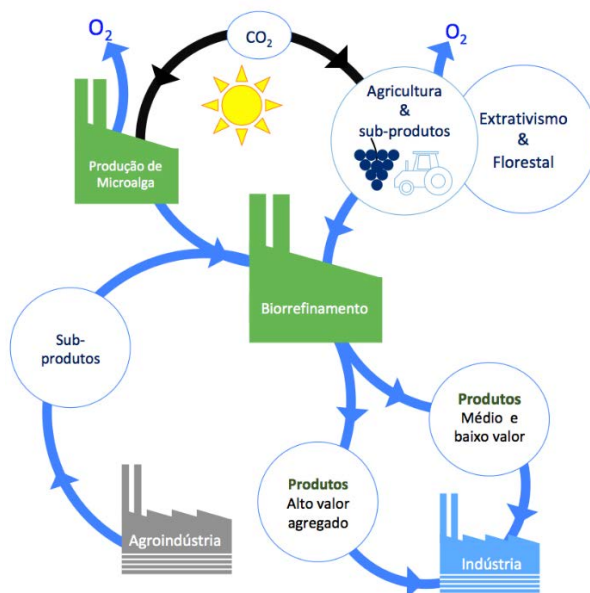 O₂
CO₂
O₂
Agricultura
&
sub-produtos
Extrativismo
&
Florestal
Produção de
Microalga
Biorrefinamento
Sub-
produtos
Produtos
Médio e
baixo valor
Produtos
Alto valor
agregado
Agroindústria
Indústria